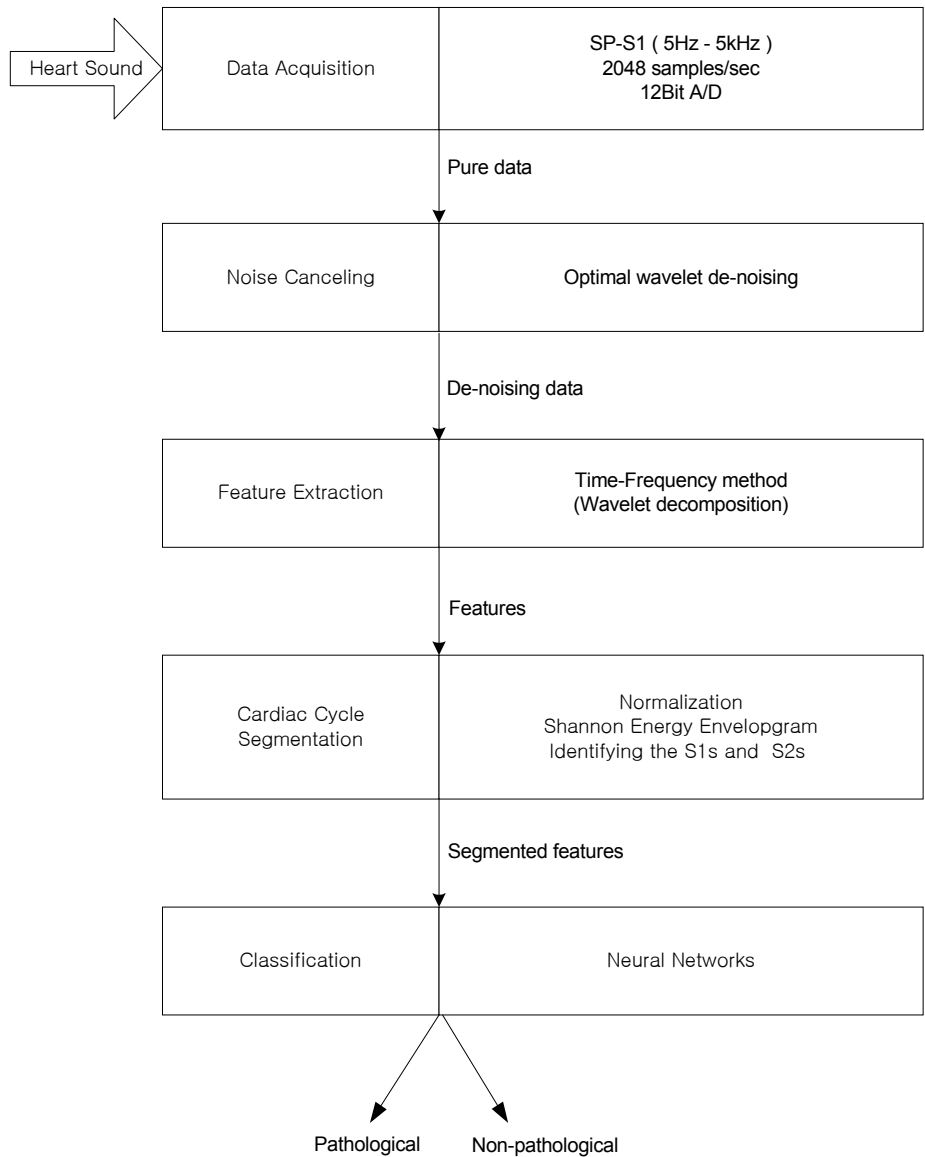 Heart Sound
Data Acquisition
SP-S1 ( 5Hz - 5kHz )
2048 samples/sec
12Bit A/D
Pure data
Noise Canceling
Optimal wavelet de-noising
De-noising data
Feature Extraction
Time-Frequency method
(Wavelet decomposition)
Features
Cardiac Cycle
Segmentation
Normalization
Shannon Energy Envelopgram
Identifying the S1s and  S2s
Segmented features
Classification
Neural Networks
Pathological
Non-pathological